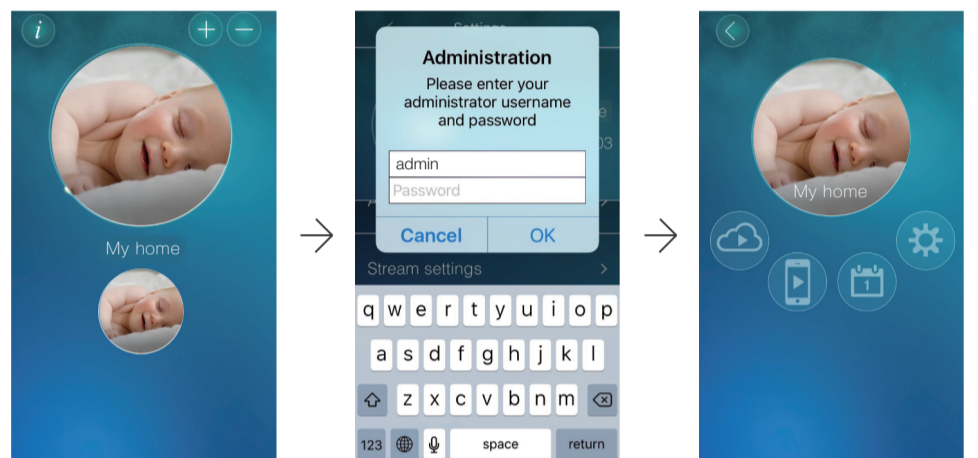 i
My home
Settings
Administration
Please enter your
administrator username
and password
e
03
admin
Password
Cancel
OK
Stream settings
q w e r t y u i o p
a s d f g h j k l
z x c v b n m
123
space
return
My home
1